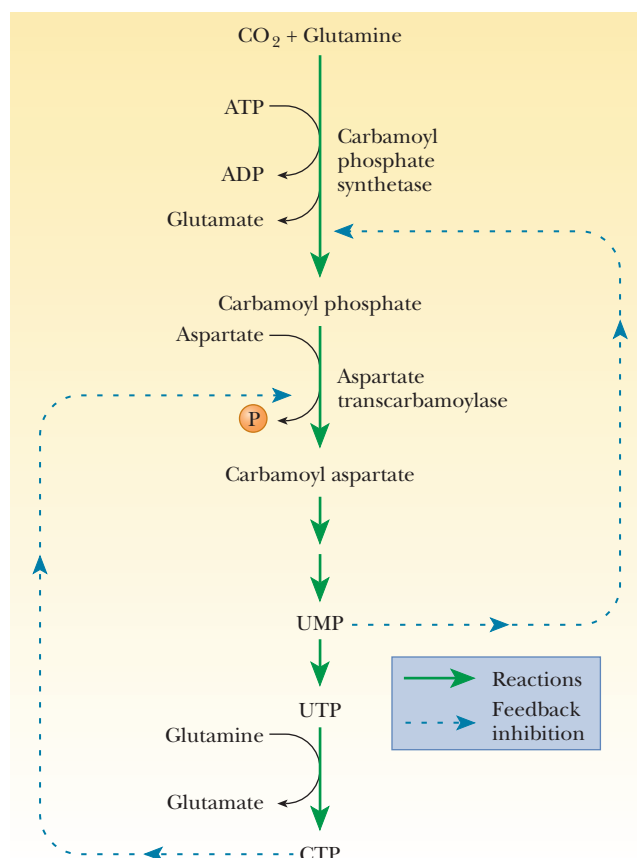 CO2 + Glutamine
ATP
Carbamoyl
phosphate
synthetase
ADP
Glutamate
Carbamoyl phosphate
Aspartate
Aspartate
transcarbamoylase
P
Carbamoyl aspartate
UMP
Reactions
Feedback
inhibition
UTP
Glutamine
Glutamate
CTP